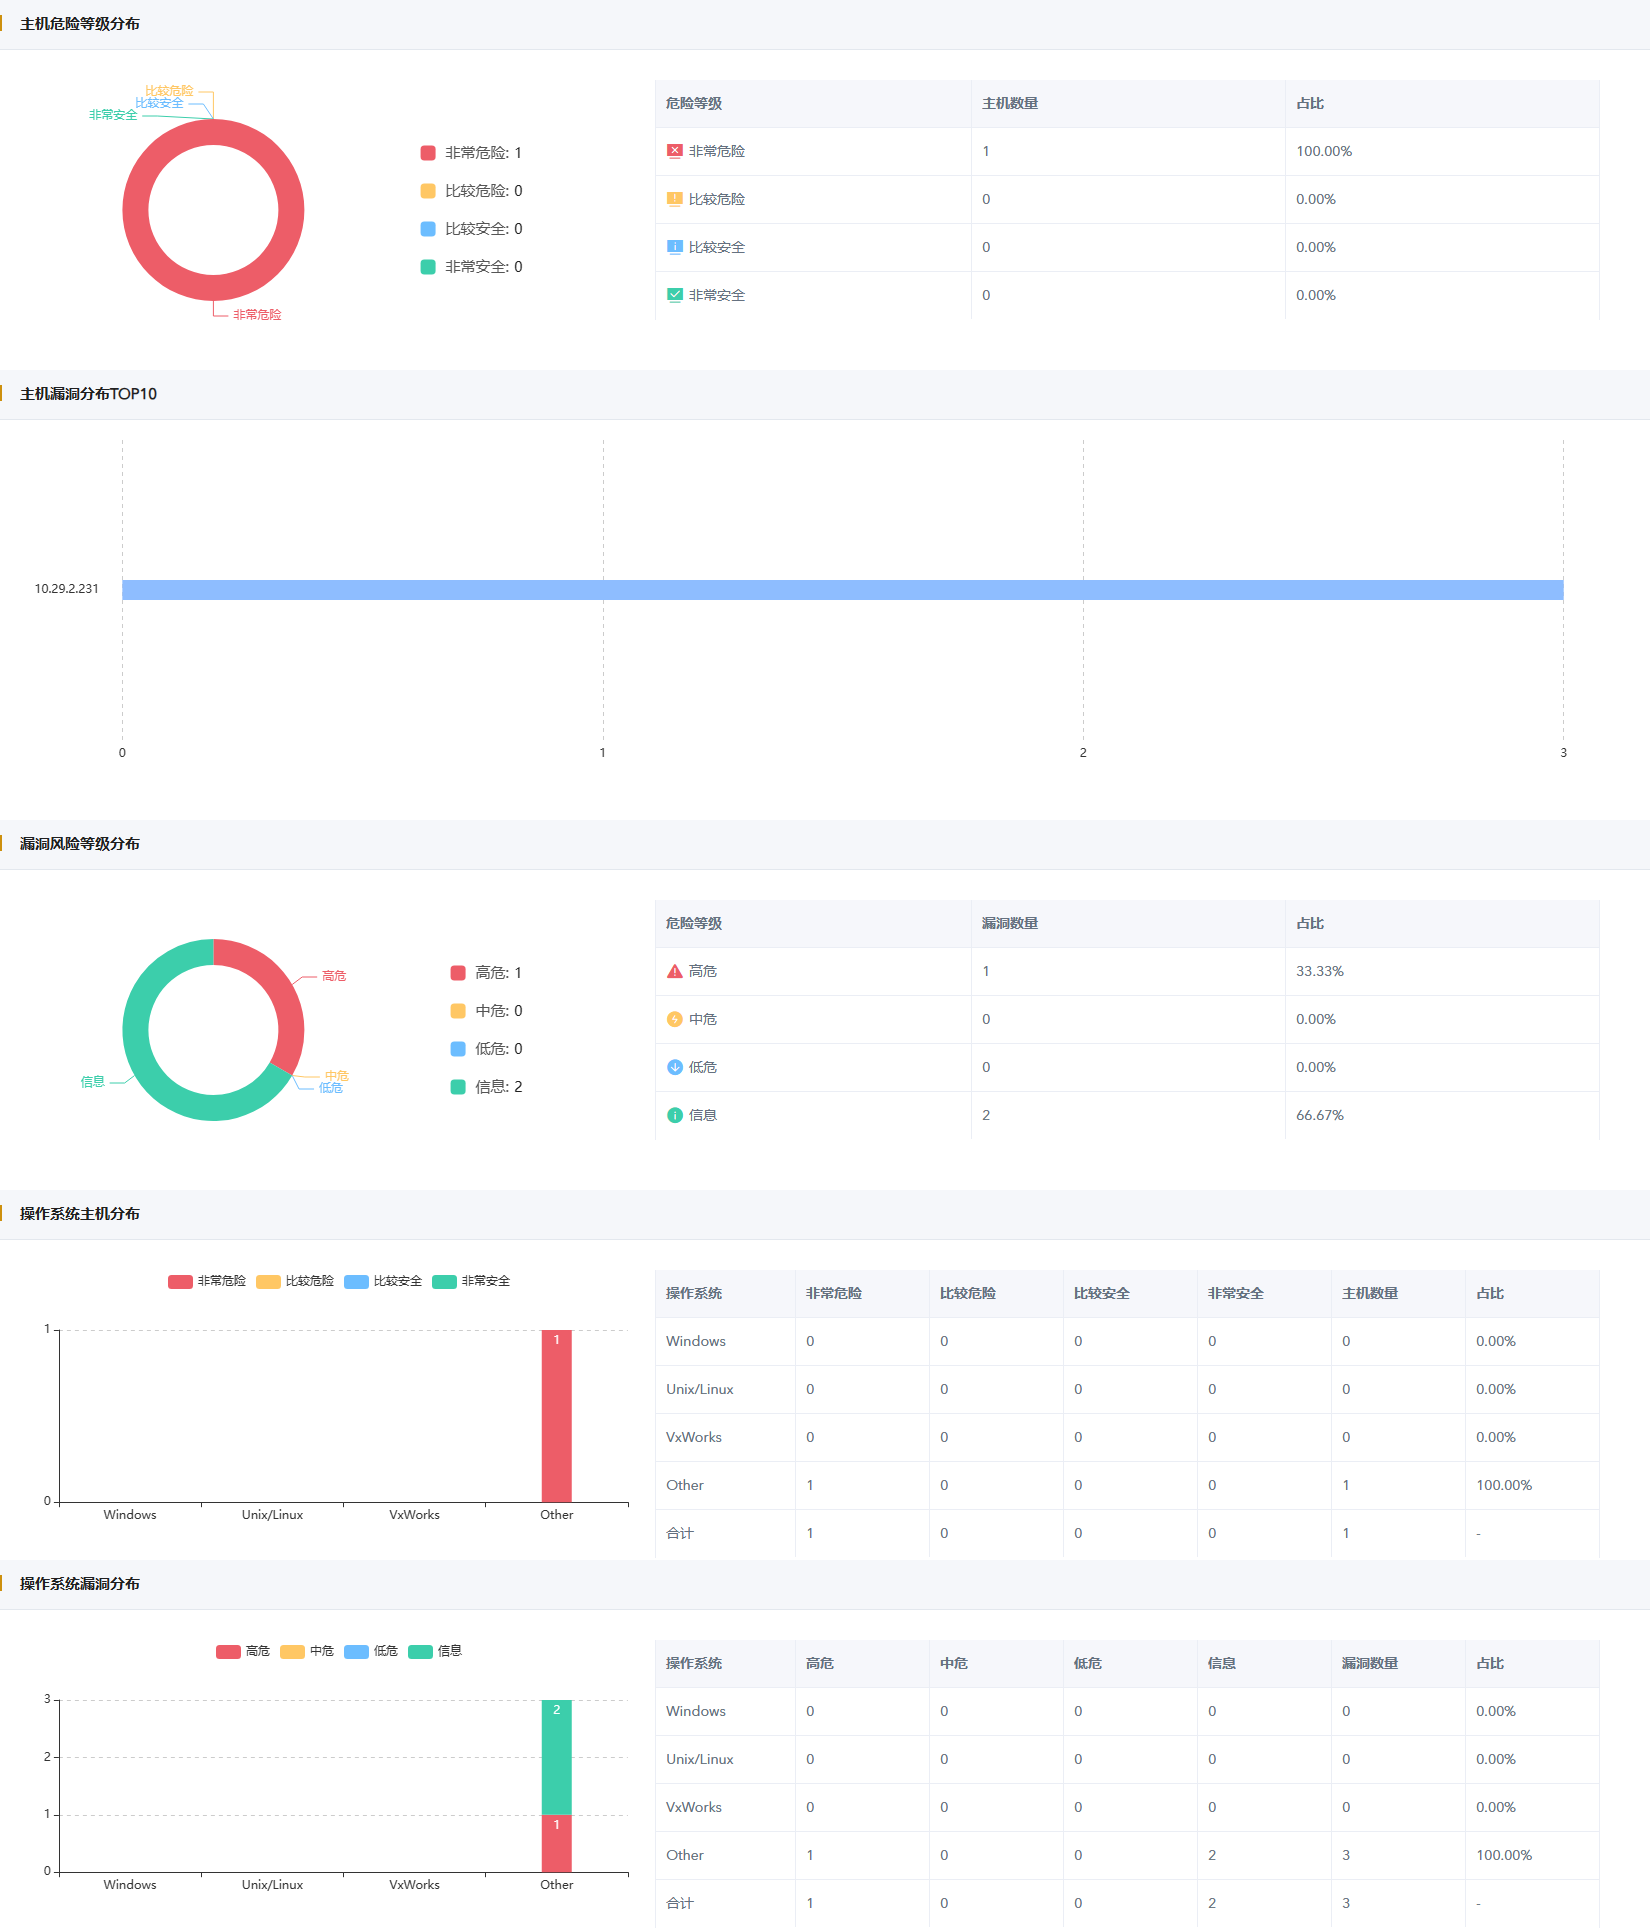 主机危险等级分布
比较危险
比较安全
非常安全
非常危险
非常危险: 1
比较危险: 0
比较安全: 0
非常安全: 0
危险等级 主机数量 占比
非常危险 1 100.00%
比较危险 0 0.00%
比较安全 0 0.00%
非常安全 0 0.00%
主机漏洞分布TOP10
10.29.2.231
0 1 2 3
漏洞风险等级分布
高危
中危
低危
信息
高危: 1
中危: 0
低危: 0
信息: 2
危险等级 漏洞数量 占比
高危 1 33.33%
中危 0 0.00%
低危 0 0.00%
信息 2 66.67%
操作系统主机分布
非常危险 比较危险 比较安全 非常安全
1
1
0
Windows Unix/Linux VxWorks Other
操作系统 非常危险 比较危险 比较安全 非常安全 主机数量 占比
Windows 0 0 0 0 0 0.00%
Unix/Linux 0 0 0 0 0 0.00%
VxWorks 0 0 0 0 0 0.00%
Other 1 0 0 0 1 100.00%
合计 1 0 0 0 1 -
操作系统漏洞分布
高危 中危 低危 信息
3
2
2
1
1
0
Windows Unix/Linux VxWorks Other
操作系统 高危 中危 低危 信息 漏洞数量 占比
Windows 0 0 0 0 0 0.00%
Unix/Linux 0 0 0 0 0 0.00%
VxWorks 0 0 0 0 0 0.00%
Other 1 0 0 2 3 100.00%
合计 1 0 0 2 3 -